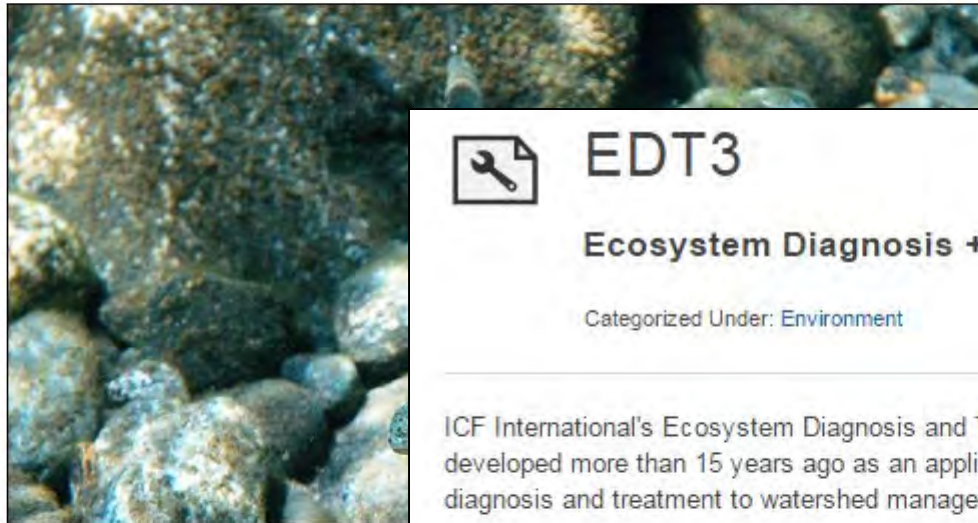 EDT3
Ecosystem Diagnosis +
Categorized Under: Environment
ICF International's Ecosystem Diagnosis and
developed more than 15 years ago as an
diagnosis and treatment to watershed